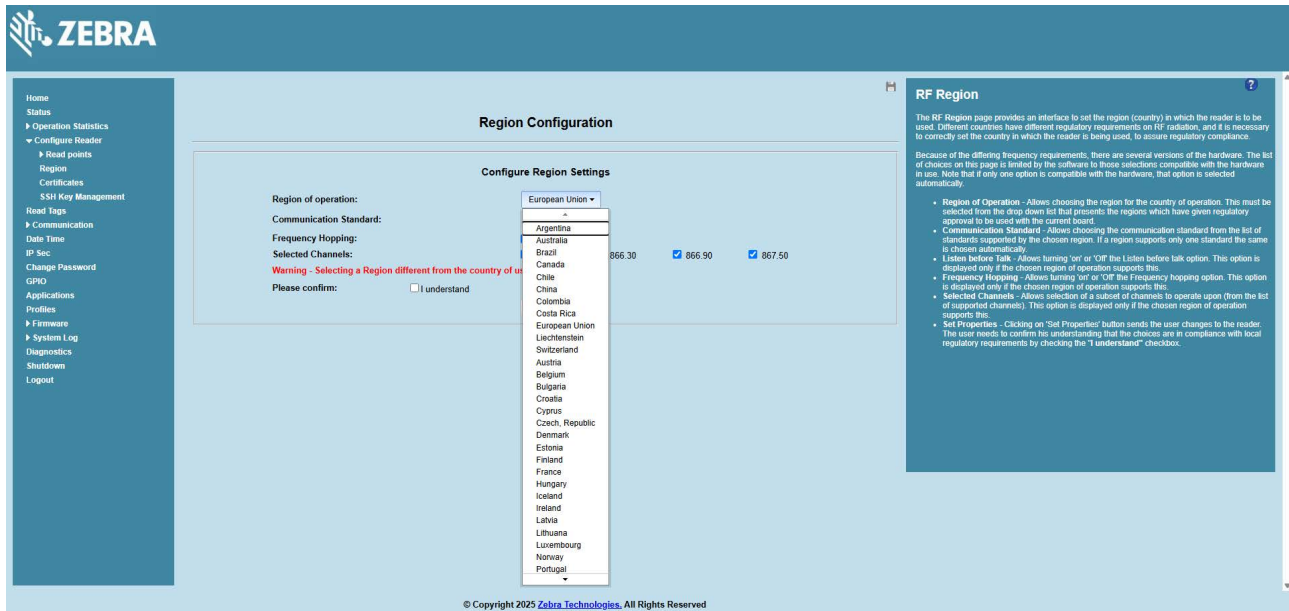 ZEBRA
Home
Status
Operation Statistics
Configure Reader
Read points
Region
Certificates
SSH Key Management
Read Tags
Communication
Date Time
IP Sec
Change Password
GPIO
Applications
Profiles
Firmware
System Log
Diagnostics
Shutdown
Logout
Region Configuration
Configure Region Settings
Region of operation:
European Union
Communication Standard:
Frequency Hopping:
Selected Channels:
866.30
866.90
867.50
Warning - Selecting a Region different from the country of us
Please confirm:
I understand
Argentina
Australia
Brazil
Canada
Chile
China
Colombia
Costa Rica
European Union
Liechtenstein
Switzerland
Austria
Belgium
Bulgaria
Croatia
Cyprus
Czech, Republic
Denmark
Estonia
Finland
France
Hungary
Iceland
Ireland
Latvia
Lithuana
Luxembourg
Norway
Portugal
?
RF Region
The RF Region page provides an interface to set the region (country) in which the reader is to be
used. Different countries have different regulatory requirements on RF radiation, and it is necessary
to correctly set the country in which the reader is being used, to assure regulatory compliance.
Because of the differing frequency requirements, there are several versions of the hardware. The list
of choices on this page is limited by the software to those selections compatible with the hardware
in use. Note that if only one option is compatible with the hardware, that option is selected
automatically.
• Region of Operation - Allows choosing the region for the country of operation. This must be
selected from the drop down list that presents the regions which have given regulatory
approval to be used with the current board.
• Communication Standard - Allows choosing the communication standard from the list of
standards supported by the chosen region. If a region supports only one standard the same
is chosen automatically.
• Listen before Talk - Allows turning 'on' or 'Off' the Listen before talk option. This option is
displayed only if the chosen region of operation supports this.
• Frequency Hopping - Allows turning 'on' or 'Off' the Frequency hopping option. This option
is displayed only if the chosen region of operation supports this.
• Selected Channels - Allows selection of a subset of channels to operate upon (from the list
of supported channels). This option is displayed only if the chosen region of operation
supports this.
• Set Properties - Clicking on 'Set Properties' button sends the user changes to the reader.
The user needs to confirm his understanding that the choices are in compliance with local
regulatory requirements by checking the "I understand" checkbox.
© Copyright 2025 Zebra Technologies. All Rights Reserved